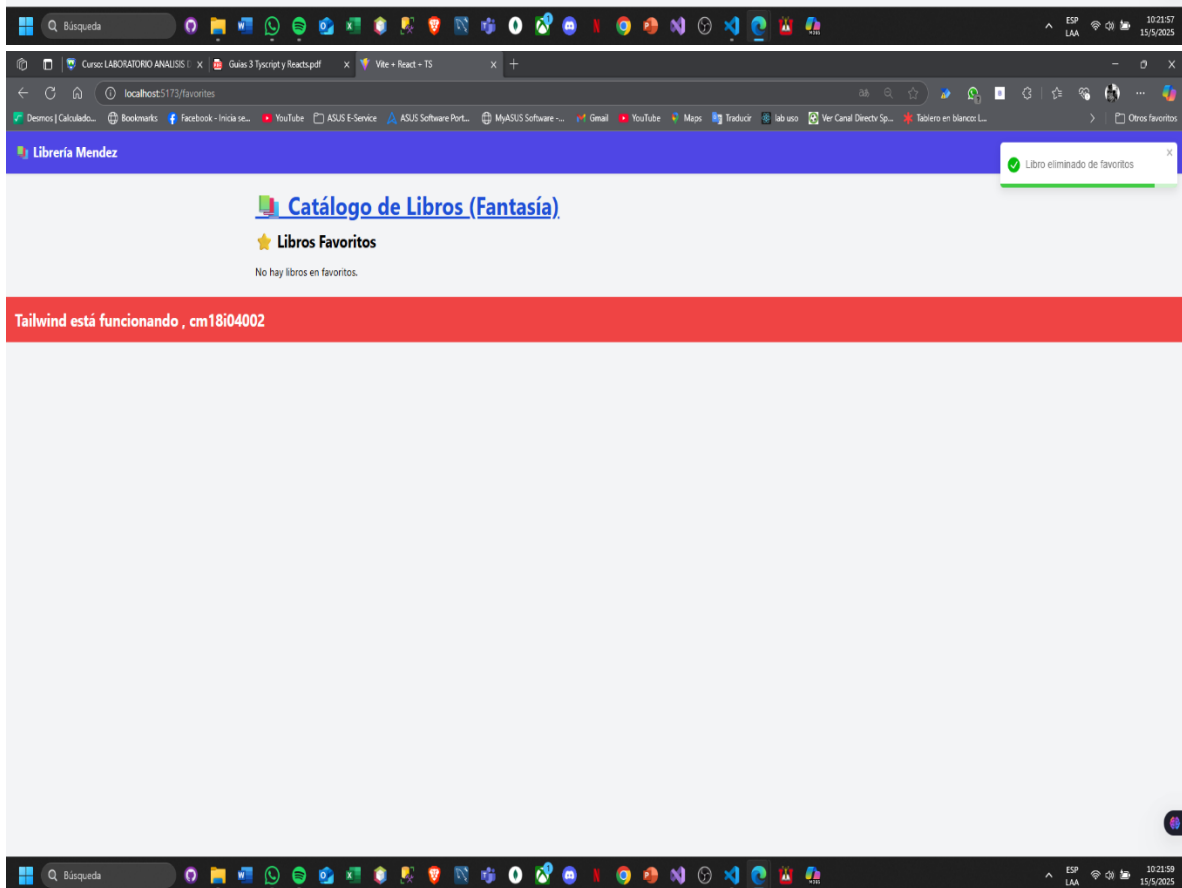 Búsqueda
ESP
LAA
10:21:57
15/5/2025
Curso: LABORATORIO ANALISIS D
Guias 3 Tyscript y Reacts.pdf
Vite + React + TS
localhost:5173/favorites
Desmos | Calculado...
Bookmarks
Facebook - Inicia se...
YouTube
ASUS E-Service
ASUS Software Port...
MyASUS Software -...
Gmail
YouTube
Maps
Traducir
lab uso
Ver Canal Directv Sp...
Tablero en blanco: L...
Otros favoritos
Librería Mendez
Libro eliminado de favoritos
Catálogo de Libros (Fantasía)
Libros Favoritos
No hay libros en favoritos.
Tailwind está funcionando , cm18i04002
Búsqueda
ESP
LAA
10:21:59
15/5/2025